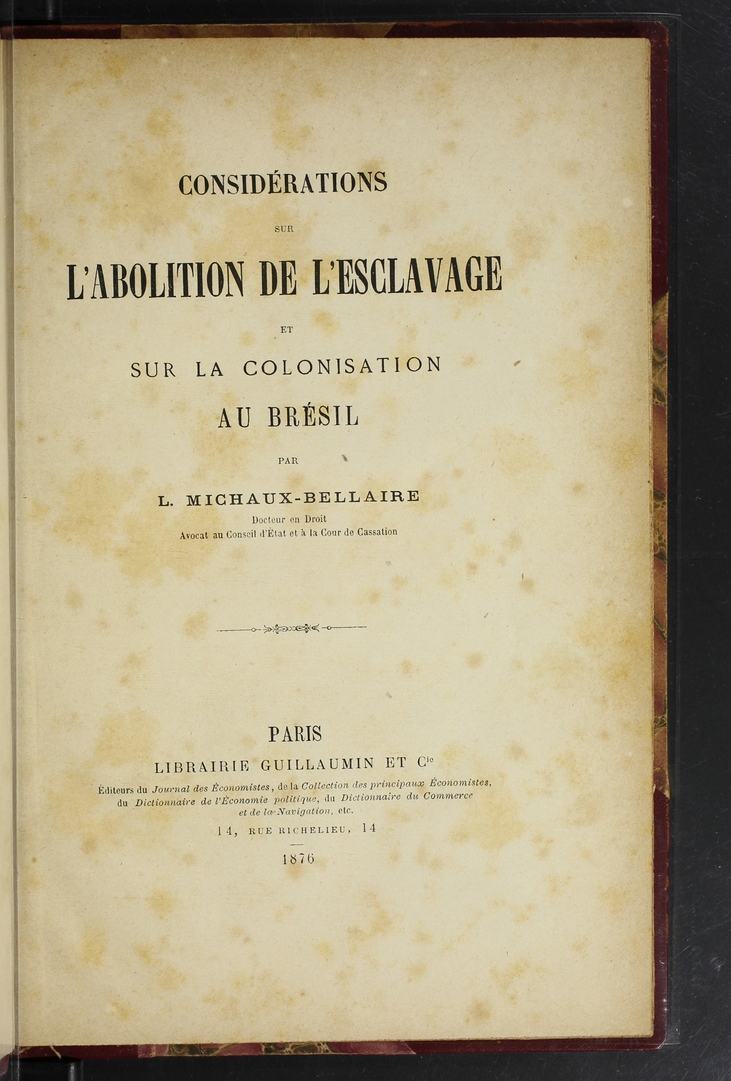 CONSIDÉRATIONS
SUR
L'ABOLITION DE L'ESCLAVAGE
ET
SUR LA COLONISATION
AU BRÉSIL
PAR
L. MICHAUX-BELLAIRE
Docteur en Droit
Avocat au Conseil d'État et à la Cour de Cassation
PARIS
LIBRAIRIE GUILLAUMIN ET Cie
Éditeurs du Journal des Économistes, de la Collection des principaux Économistes,
du Dictionnaire de l'Économie politique, du Dictionnaire du Commerce
et de la Navigation, etc.
14, RUE RICHELIEU, 14
1876